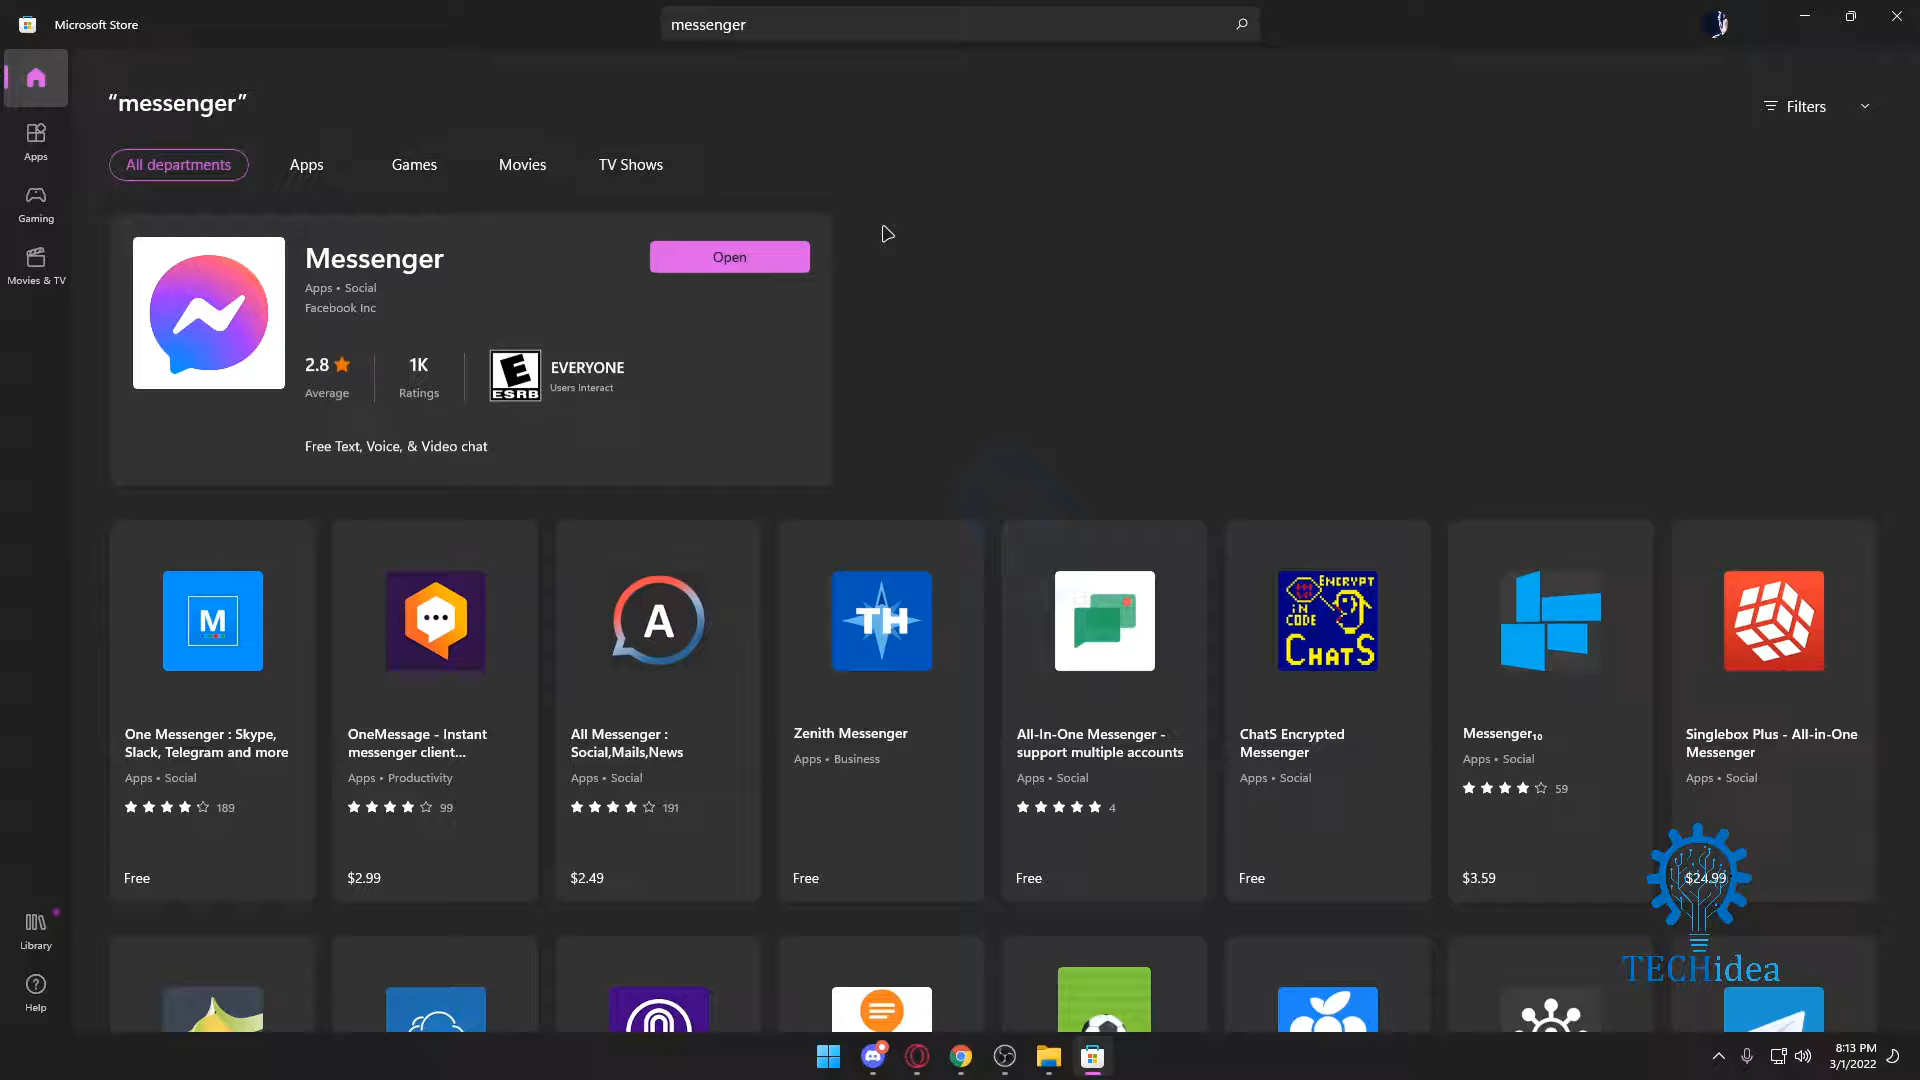 Microsoft Store
messenger
“messenger”
Filters
All departments
Apps
Games
Movies
TV Shows
Apps
Gaming
Movies & TV
Library
Help
Messenger
Open
Apps • Social
Facebook Inc
2.8
1K
Average
Ratings
E
ESRB
EVERYONE
Users Interact
Free Text, Voice, & Video chat
M
One Messenger : Skype,
Slack, Telegram and more
Apps • Social
189
Free
OneMessage - Instant
messenger client...
Apps • Productivity
99
$2.99
A
All Messenger :
Social,Mails,News
Apps • Social
191
$2.49
TH
Zenith Messenger
Apps • Business
Free
All-In-One Messenger -
support multiple accounts
Apps • Social
4
Free
ENCRYPT
iN
CODE
CHATS
ChatS Encrypted
Messenger
Apps • Social
Free
Messenger₁₀
Apps • Social
59
$3.59
Singlebox Plus - All-in-One
Messenger
Apps • Social
$24.99
TECHidea
8:13 PM
3/1/2022